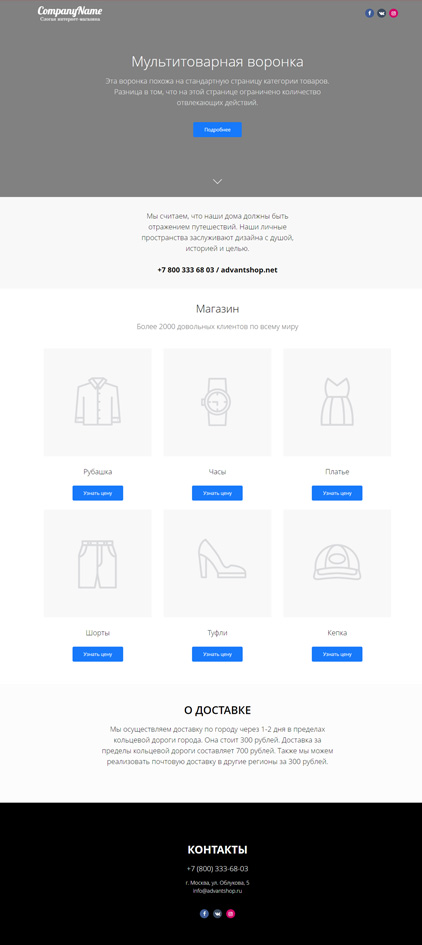 CompanyName
Слоган интернет-магазина
Мультитоварная воронка
Эта воронка похожа на стандартную страницу категории товаров.
Разница в том, что на этой странице ограничено количество
отвлекающих действий.
Подробнее
Мы считаем, что наши дома должны быть
отражением путешествий. Наши личные
пространства заслуживают дизайна с душой,
историей и целью.
+7 800 333 68 03 / advantshop.net
Магазин
Более 2000 довольных клиентов по всему миру
Рубашка
Часы
Платье
Узнать цену
Узнать цену
Узнать цену
Шорты
Туфли
Кепка
Узнать цену
Узнать цену
Узнать цену
О ДОСТАВКЕ
Мы осуществляем доставку по городу через 1-2 дня в пределах
кольцевой дороги города. Она стоит 300 рублей. Доставка за
пределы кольцевой дороги составляет 700 рублей. Также мы можем
реализовать почтовую доставку в другие регионы за 300 рублей.
КОНТАКТЫ
+7 (800) 333-68-03
г. Москва, ул. Облукова, 5
info@advantshop.ru